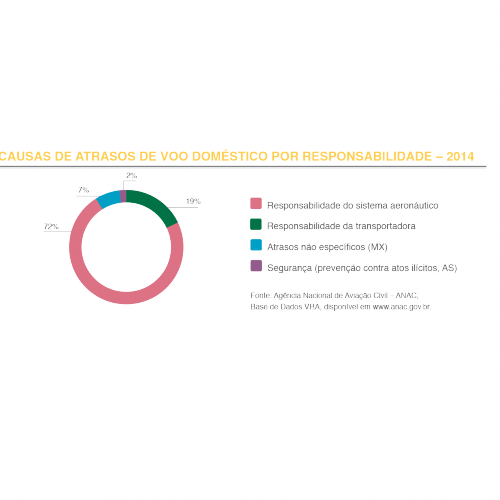 CAUSAS DE ATRASOS DE VOO DOMÉSTICO POR RESPONSABILIDADE – 2014
2%
7%
19%
72%
Responsabilidade do sistema aeronáutico
Responsabilidade da transportadora
Atrasos não específicos (MX)
Segurança (prevenção contra atos ilícitos, AS)
Fonte: Agência Nacional de Aviação Civil – ANAC,
Base de Dados VRA, disponível em www.anac.gov.br.